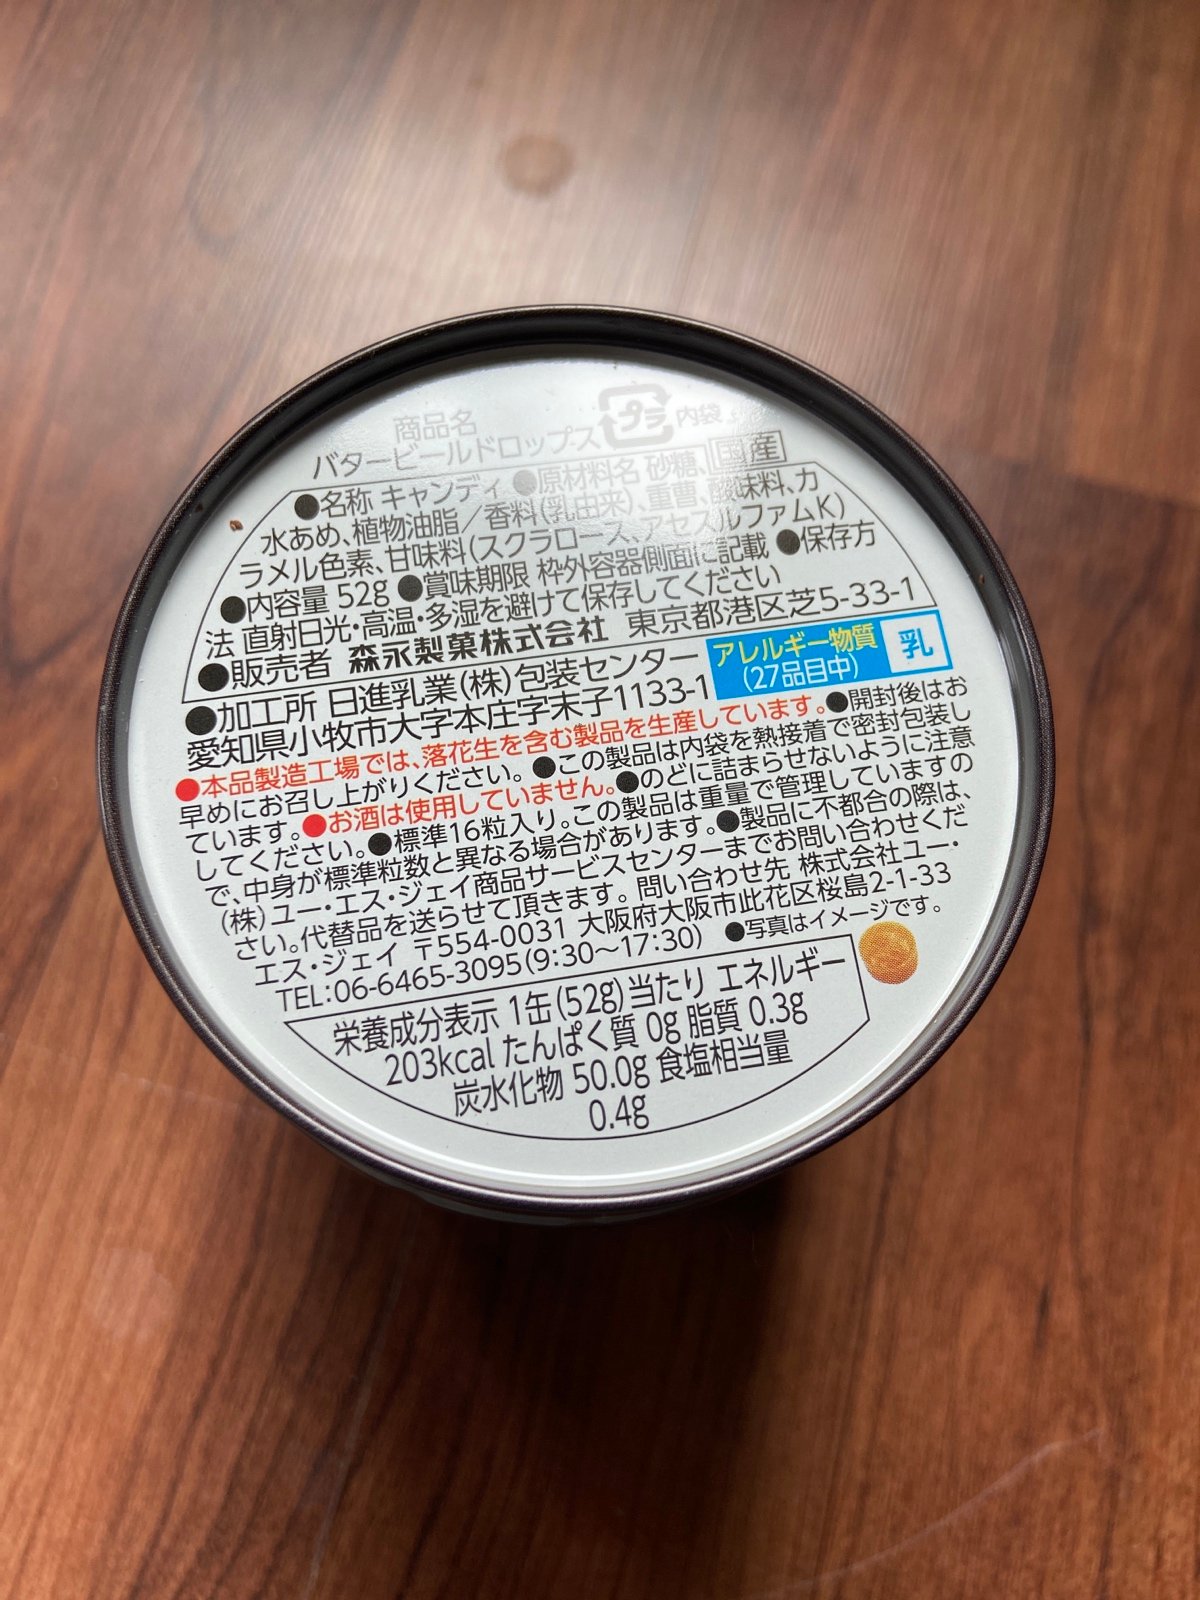 商品名
バタービールドロップス
プラ 内袋
国産
●名称 キャンディ ●原材料名 砂糖、
水あめ、植物油脂／香料（乳由来）、重曹、酸味料、カ
ラメル色素、甘味料（スクラロース、アセスルファムK）
●内容量 52g ●賞味期限 枠外容器側面に記載 ●保存方
法 直射日光・高温・多湿を避けて保存してください
●販売者 森永製菓株式会社 東京都港区芝5-33-1
●加工所 日進乳業（株）包装センター
愛知県小牧市大字本庄字末子1133-1
アレルギー物質
（27品目中）
乳
●本品製造工場では、落花生を含む製品を生産しています。●開封後はお
早めにお召し上がりください。●この製品は内袋を熱接着で密封包装し
ています。●お酒は使用していません。●のどに詰まらせないように注意
してください。●標準16粒入り。この製品は重量で管理していますの
で、中身が標準粒数と異なる場合があります。●製品に不都合の際は、
（株）ユー・エス・ジェイ商品サービスセンターまでお問い合わせくだ
さい。代替品を送らせて頂きます。問い合わせ先 株式会社ユー・
エス・ジェイ 〒554-0031 大阪府大阪市此花区桜島2-1-33
TEL：06-6465-3095（9：30～17：30） ●写真はイメージです。
栄養成分表示 1缶（52g）当たり エネルギー
203kcal たんぱく質 0g 脂質 0.3g
炭水化物 50.0g 食塩相当量
0.4g